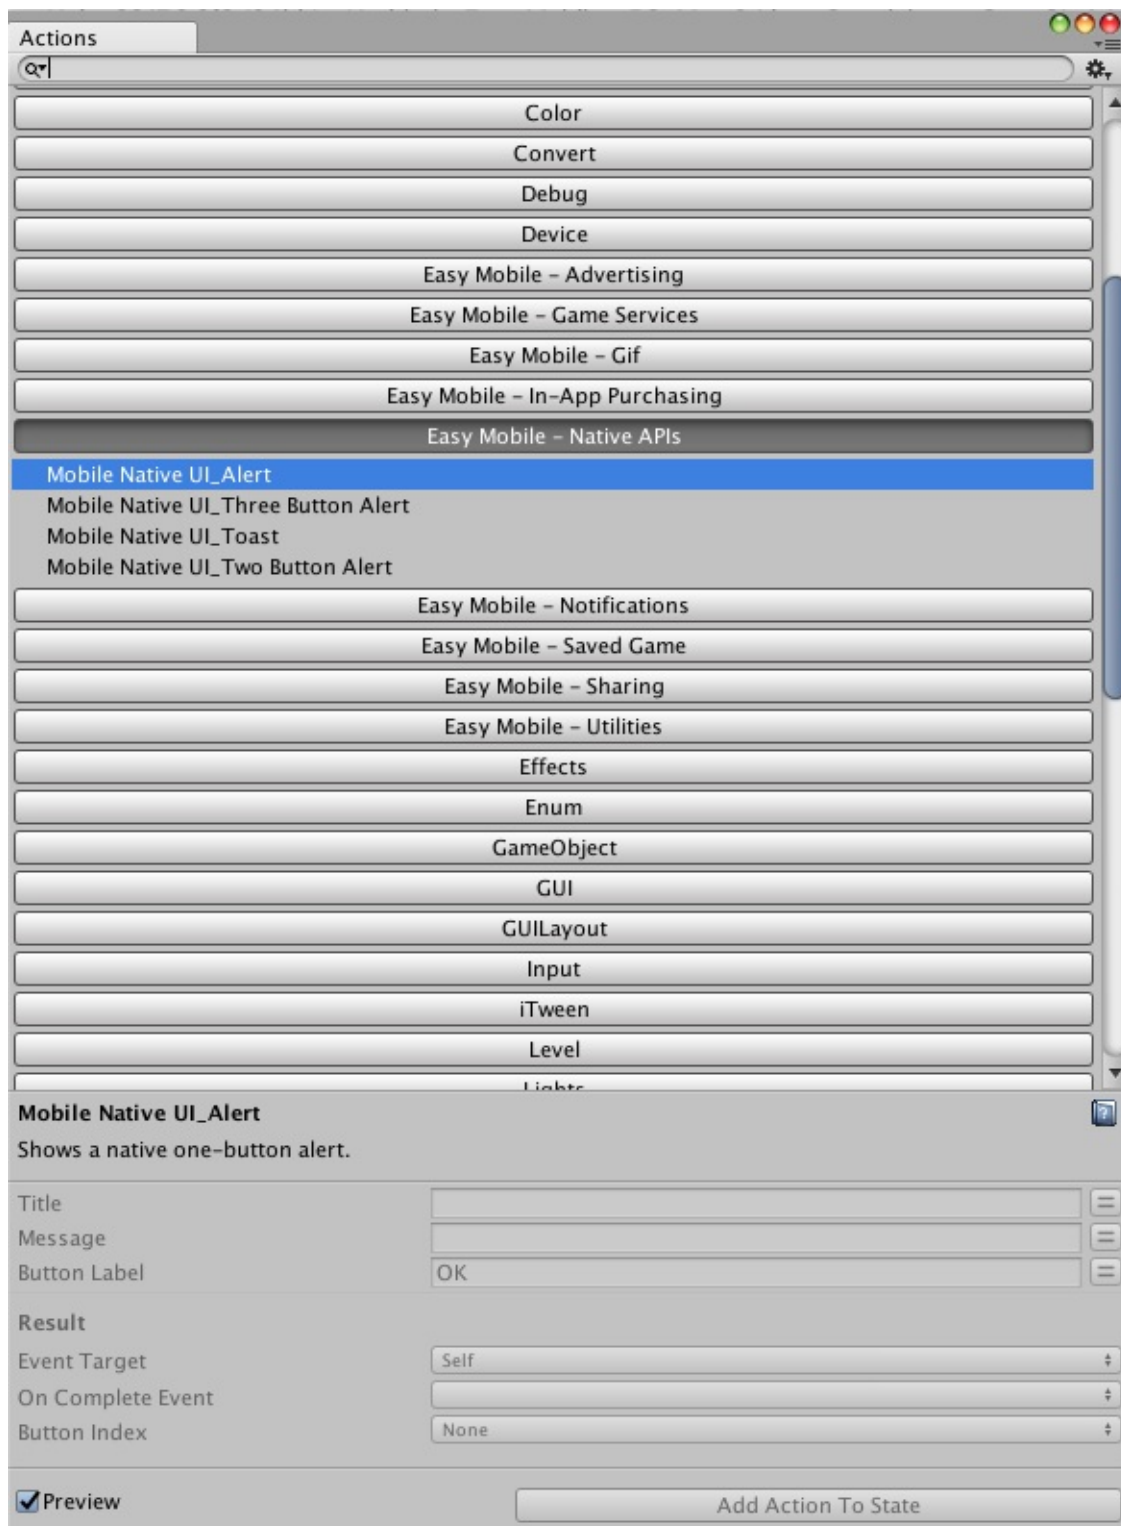 Actions
Color
Convert
Debug
Device
Easy Mobile – Advertising
Easy Mobile – Game Services
Easy Mobile – Gif
Easy Mobile – In-App Purchasing
Easy Mobile – Native APIs
Mobile Native UI_Alert
Mobile Native UI_Three Button Alert
Mobile Native UI_Toast
Mobile Native UI_Two Button Alert
Easy Mobile – Notifications
Easy Mobile – Saved Game
Easy Mobile – Sharing
Easy Mobile – Utilities
Effects
Enum
GameObject
GUI
GUILayout
Input
iTween
Level
Lights
Mobile Native UI_Alert
Shows a native one-button alert.
Title
Message
Button Label OK
Result
Event Target Self
On Complete Event
Button Index None
Preview Add Action To State